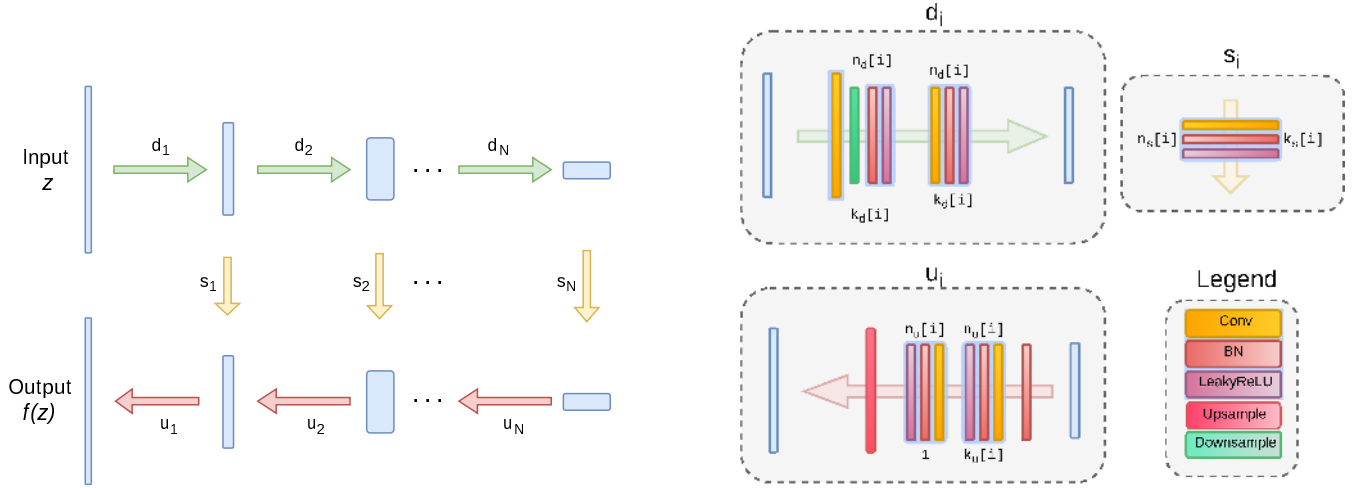 Input
z
d1
d2
...
dN
s1
s2
...
sN
Output
f(z)
u1
u2
...
uN
di
nd[i]
nd[i]
kd[i]
kd[i]
si
ns[i]
ks[i]
ui
nu[i]
nu[i]
1
ku[i]
Legend
Conv
BN
LeakyReLU
Upsample
Downsample